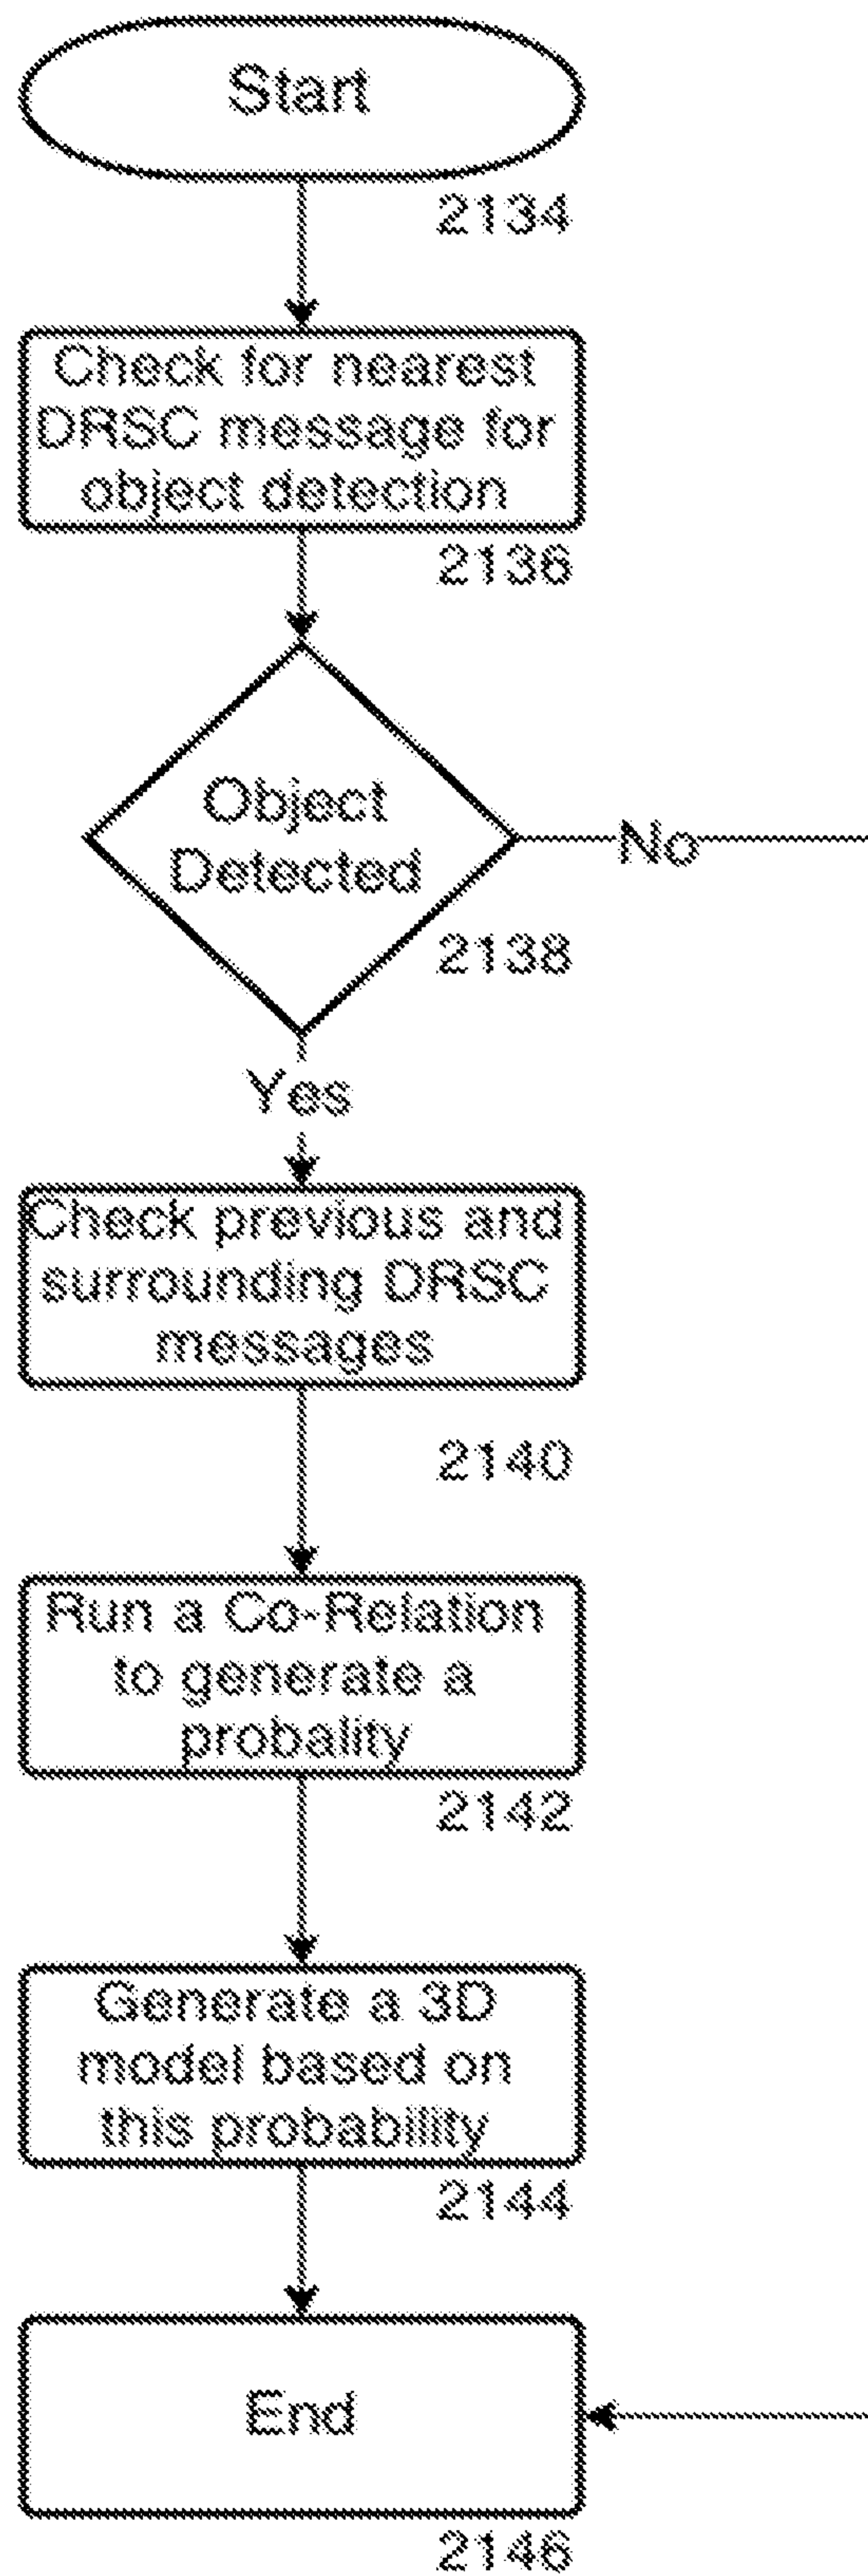 Start
2134
Check for nearest
DRSC message for
object detection
2136
Object
Detected
No
2138
Yes
Check previous and
surrounding DRSC
messages
2140
Run a Co-Relation
to generate a
probality
2142
Generate a 3D
model based on
this probability
2144
End
2146